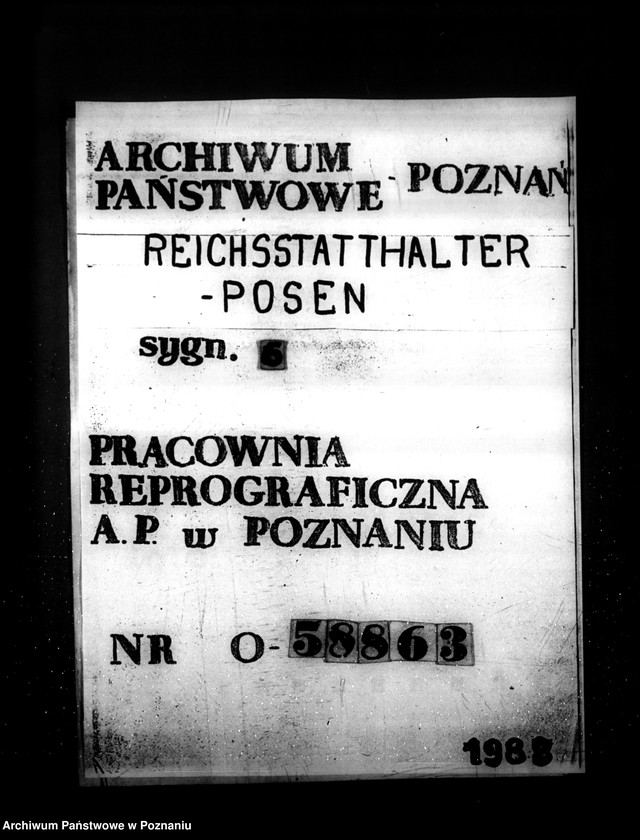 ARCHIWUM
PAŃSTWOWE - POZNAŃ
REICHSSTATTHALTER
-POSEN
sygn. 6
PRACOWNIA
REPROGRAFICZNA
A.P. w POZNANIU
NR O-58863
1988
Archiwum Państwowe w Poznaniu